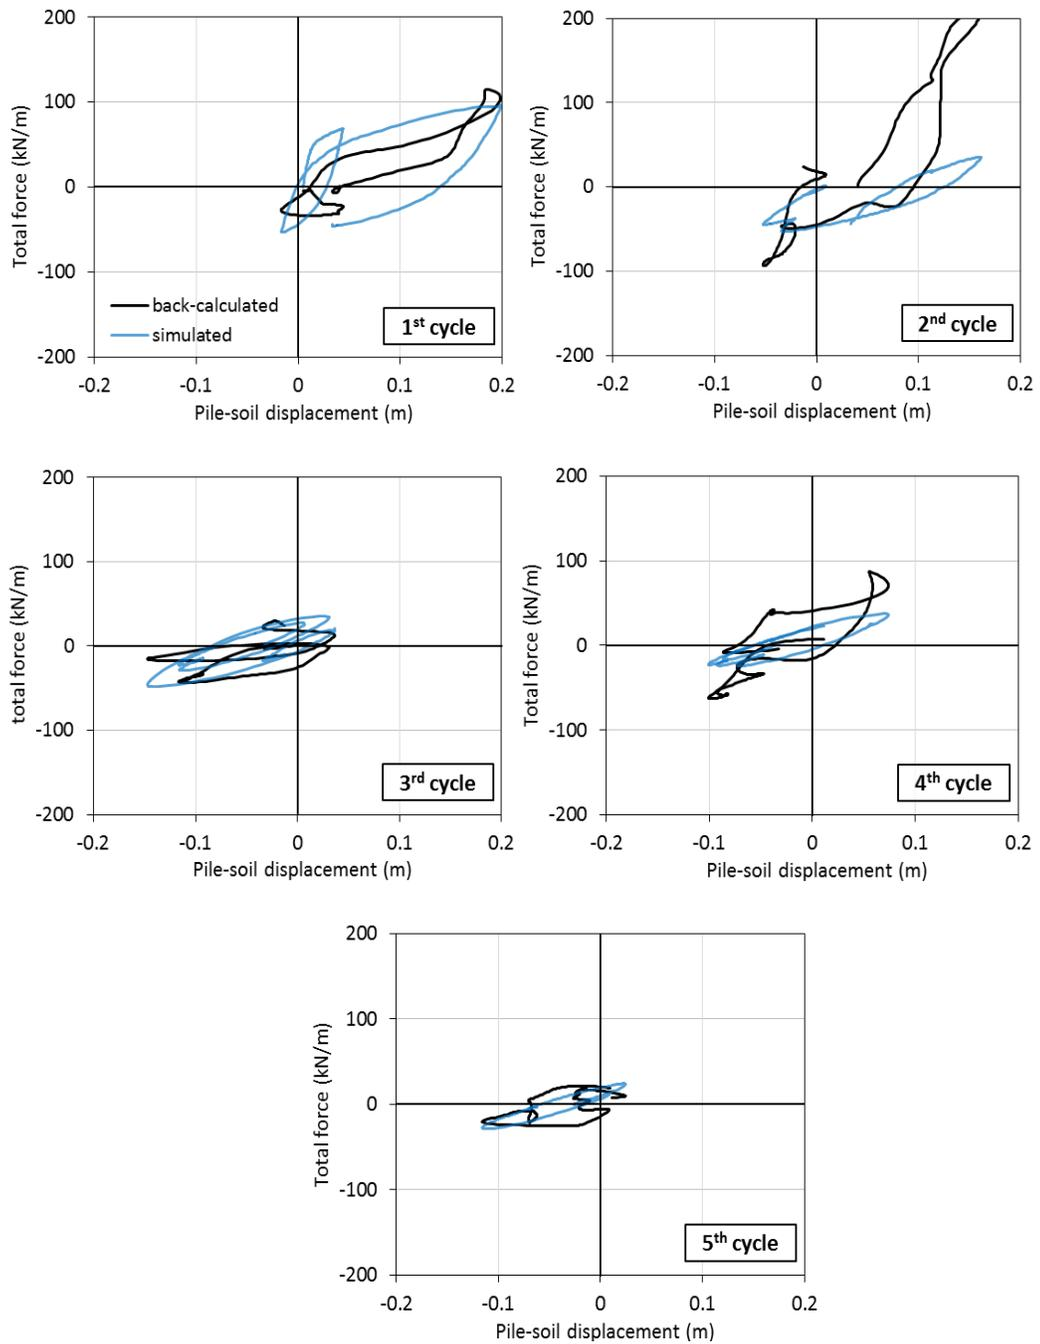 200
100
0
-100
-200
Total force (kN/m)
back-calculated
simulated
1st cycle
-0.2
-0.1
0
0.1
0.2
Pile-soil displacement (m)
200
100
0
-100
-200
Total force (kN/m)
2nd cycle
-0.2
-0.1
0
0.1
0.2
Pile-soil displacement (m)
200
100
0
-100
-200
total force (kN/m)
3rd cycle
-0.2
-0.1
0
0.1
0.2
Pile-soil displacement (m)
200
100
0
-100
-200
Total force (kN/m)
4th cycle
-0.2
-0.1
0
0.1
0.2
Pile-soil displacement (m)
200
100
0
-100
-200
Total force (kN/m)
5th cycle
-0.2
-0.1
0
0.1
0.2
Pile-soil displacement (m)